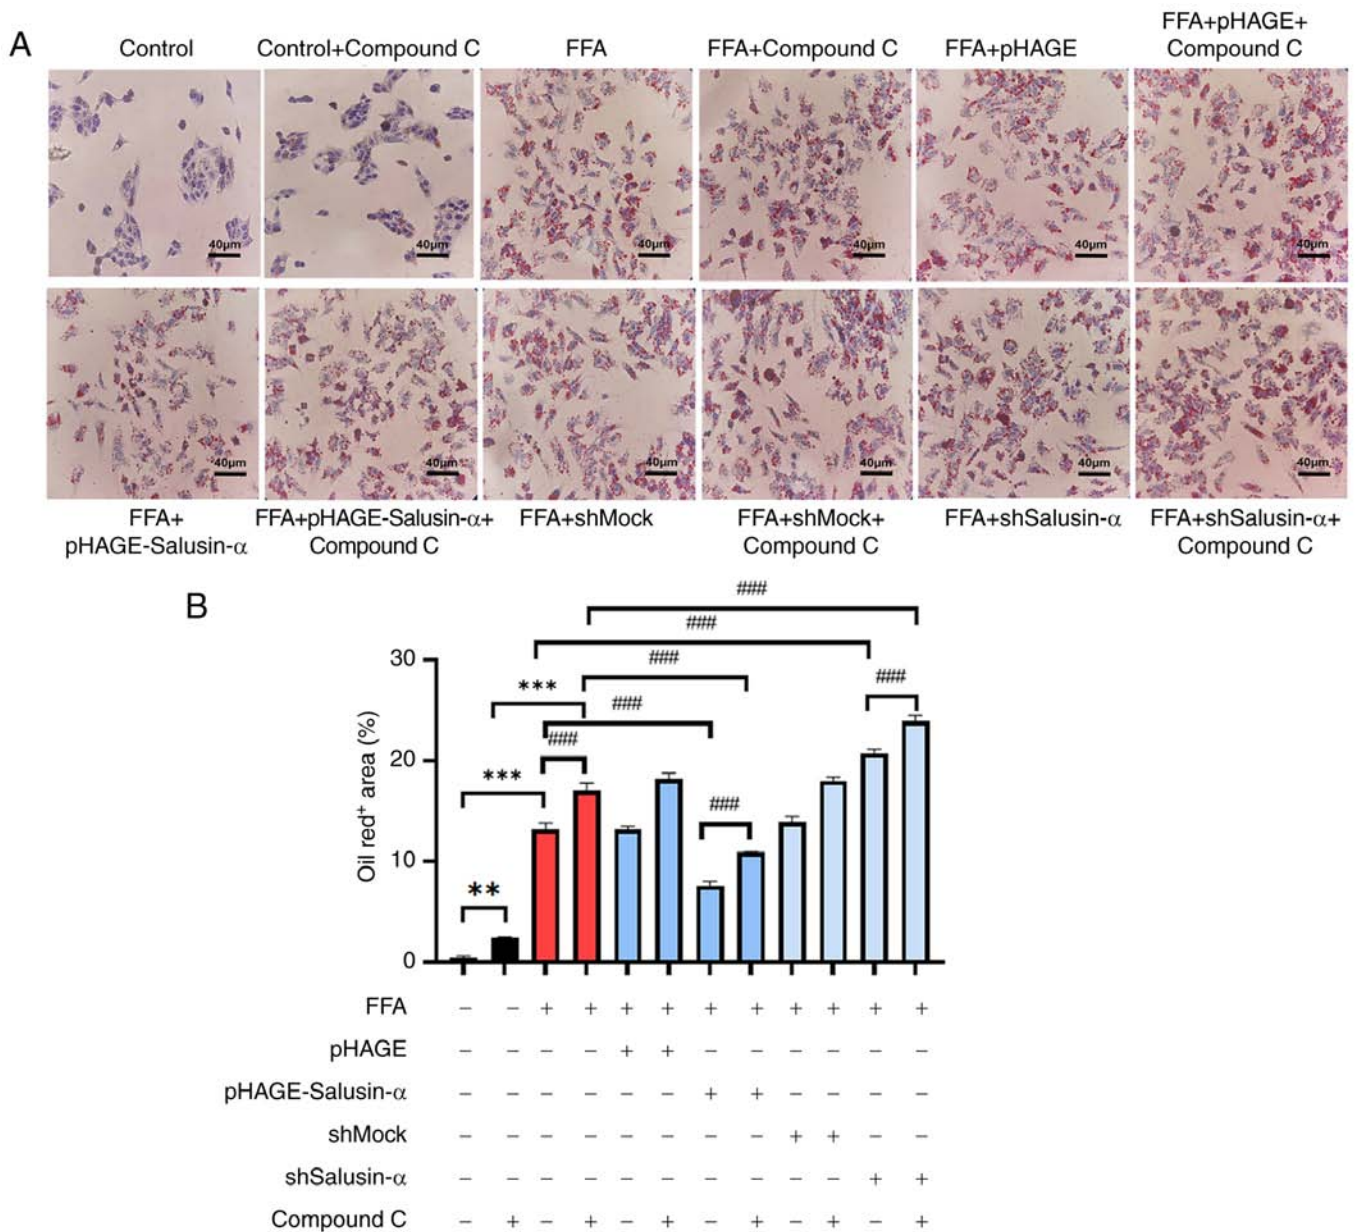 A
Control
Control+Compound C
FFA
FFA+Compound C
FFA+pHAGE
FFA+pHAGE+
Compound C
40μm
40μm
40μm
40μm
40μm
40μm
40μm
40μm
40μm
40μm
40μm
40μm
FFA+
pHAGE-Salusin-α
FFA+pHAGE-Salusin-α+
Compound C
FFA+shMock
FFA+shMock+
Compound C
FFA+shSalusin-α
FFA+shSalusin-α+
Compound C
B
###
###
###
###
###
###
###
***
***
**
Oil red⁺ area (%)
30
20
10
0
FFA – – + + + + + + + + + +
pHAGE – – – – + + – – – – – –
pHAGE-Salusin-α – – – – – – + + – – – –
shMock – – – – – – – – + + – –
shSalusin-α – – – – – – – – – – + +
Compound C – + – + – + – + – + – +